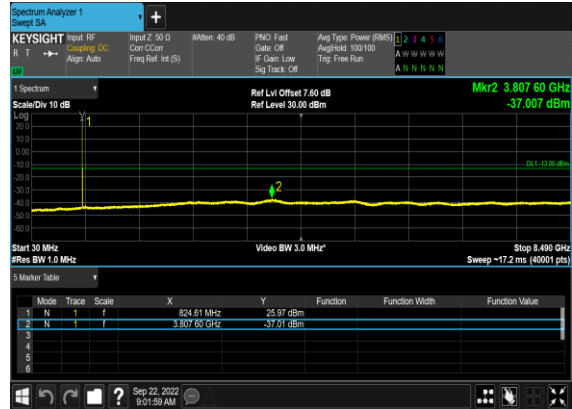 Spectrum Analyzer 1
Swept SA
+
KEYSIGHT Input: RF Input Z: 50 Ω #Atten: 40 dB PNO: Fast Avg Type: Power (RMS) 1 2 3 4 5 6
R T Coupling: DC Corr CCorr Gate: Off Avg|Hold: 100/100 A W W W W W
Align: Auto Freq Ref: Int (S) IF Gain: Low Trig: Free Run
Sig Track: Off A N N N N N
1 Spectrum
Ref Lvl Offset 7.60 dB Mkr2 3.807 60 GHz
Scale/Div 10 dB Ref Level 30.00 dBm -37.007 dBm
Log
20.0
10.0
0.00
-10.0
-20.0
-30.0
-40.0
-50.0
-60.0
1
2
DL1 -13.00 dBm
Start 30 MHz Video BW 3.0 MHz* Stop 8.490 GHz
#Res BW 1.0 MHz Sweep ~17.2 ms (40001 pts)
5 Marker Table
Mode Trace Scale X Y Function Function Width Function Value
1 N 1 f 824.61 MHz 25.97 dBm
2 N 1 f 3.807 60 GHz -37.01 dBm
3
4
5
6
? Sep 22, 2022
9:01:59 AM